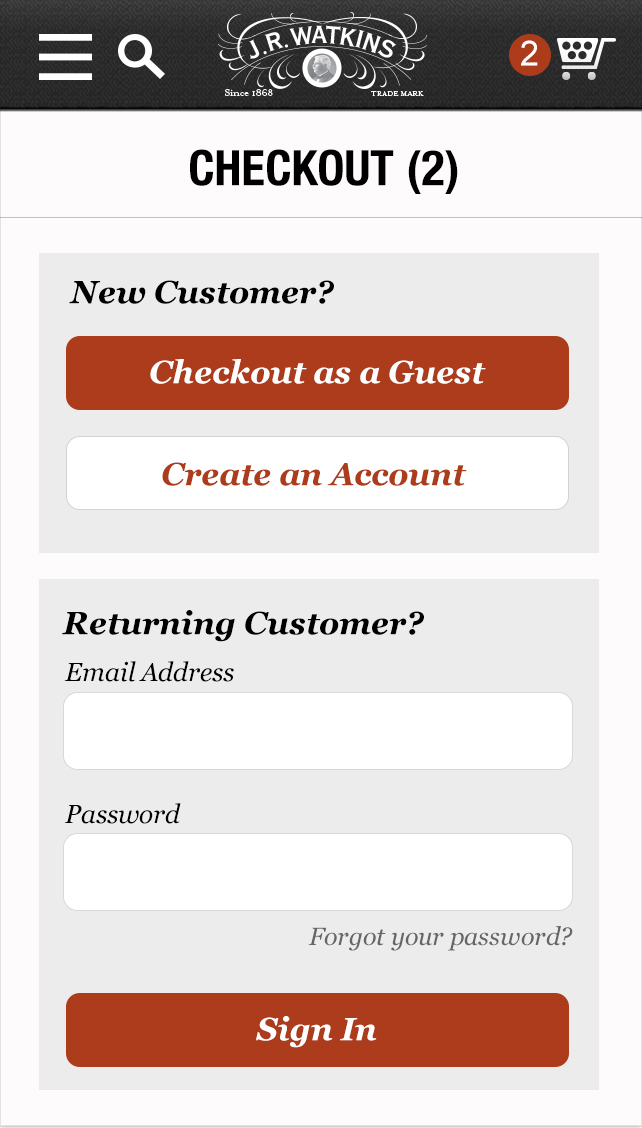 J.R. WATKINS
Since 1868
TRADE MARK
2
CHECKOUT (2)
New Customer?
Checkout as a Guest
Create an Account
Returning Customer?
Email Address
Password
Forgot your password?
Sign In